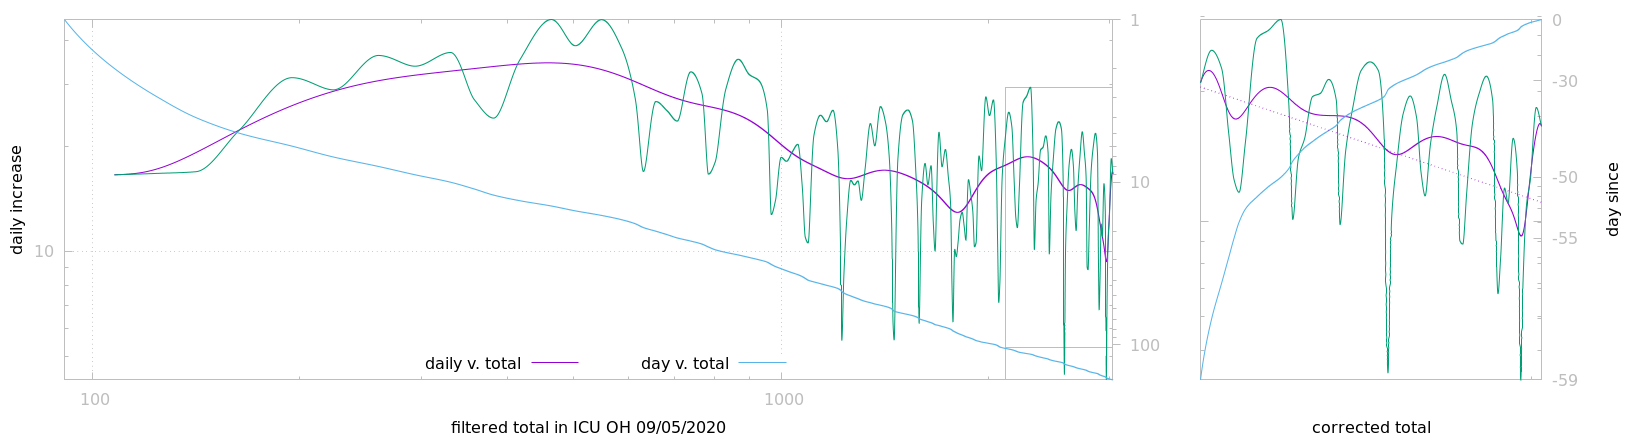 daily increase
10
100
1000
1
10
100
daily v. total
day v. total
filtered total in ICU OH 09/05/2020
0
-30
-50
-55
-59
day since
corrected total